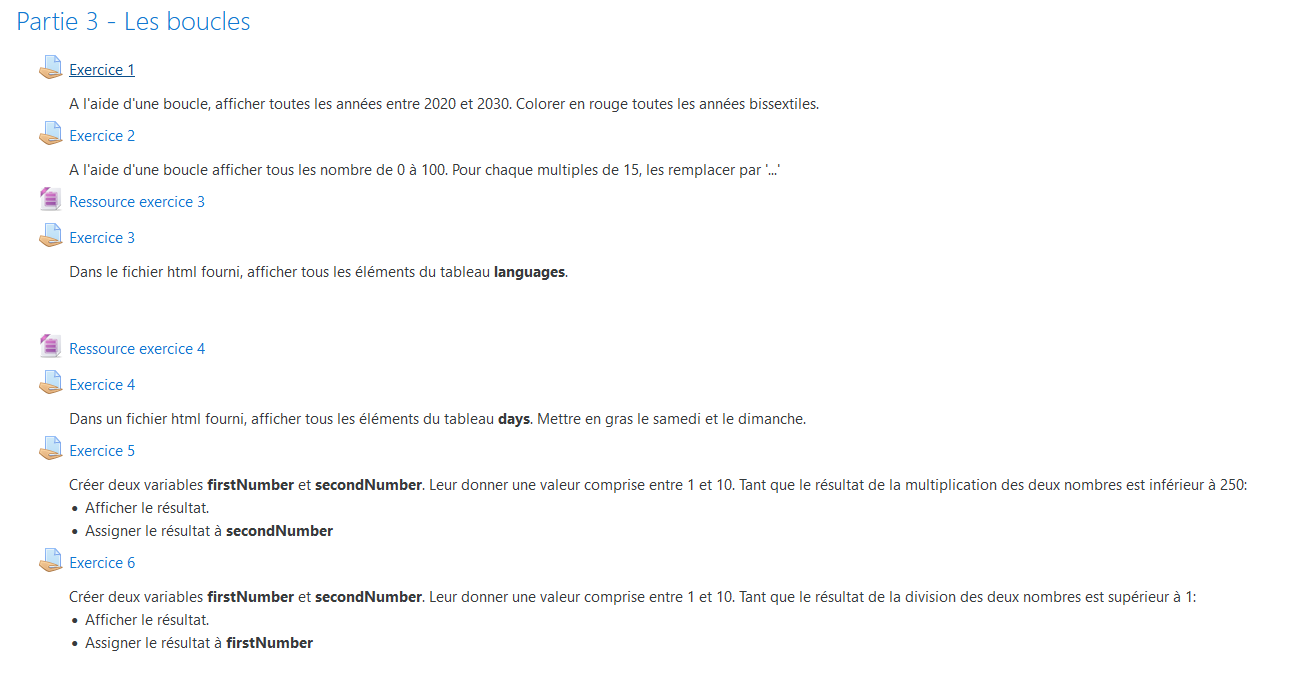 Partie 3 - Les boucles
Exercice 1
A l'aide d'une boucle, afficher toutes les années entre 2020 et 2030. Colorer en rouge toutes les années bissextiles.
Exercice 2
A l'aide d'une boucle afficher tous les nombre de 0 à 100. Pour chaque multiples de 15, les remplacer par '...'
Ressource exercice 3
Exercice 3
Dans le fichier html fourni, afficher tous les éléments du tableau languages.
Ressource exercice 4
Exercice 4
Dans un fichier html fourni, afficher tous les éléments du tableau days. Mettre en gras le samedi et le dimanche.
Exercice 5
Créer deux variables firstNumber et secondNumber. Leur donner une valeur comprise entre 1 et 10. Tant que le résultat de la multiplication des deux nombres est inférieur à 250:
• Afficher le résultat.
• Assigner le résultat à secondNumber
Exercice 6
Créer deux variables firstNumber et secondNumber. Leur donner une valeur comprise entre 1 et 10. Tant que le résultat de la division des deux nombres est supérieur à 1:
• Afficher le résultat.
• Assigner le résultat à firstNumber